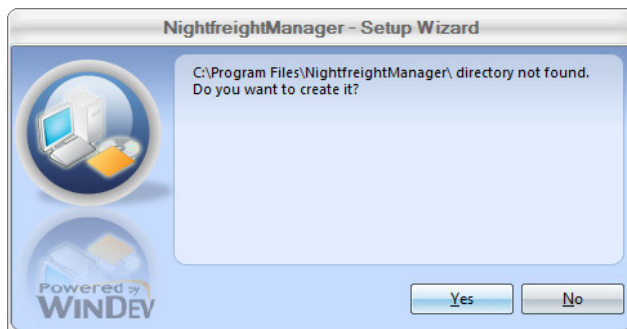 NightfreightManager - Setup Wizard
C:\Program Files\NightfreightManager\ directory not found.
Do you want to create it?
Powered by
WINDEV
Yes
No